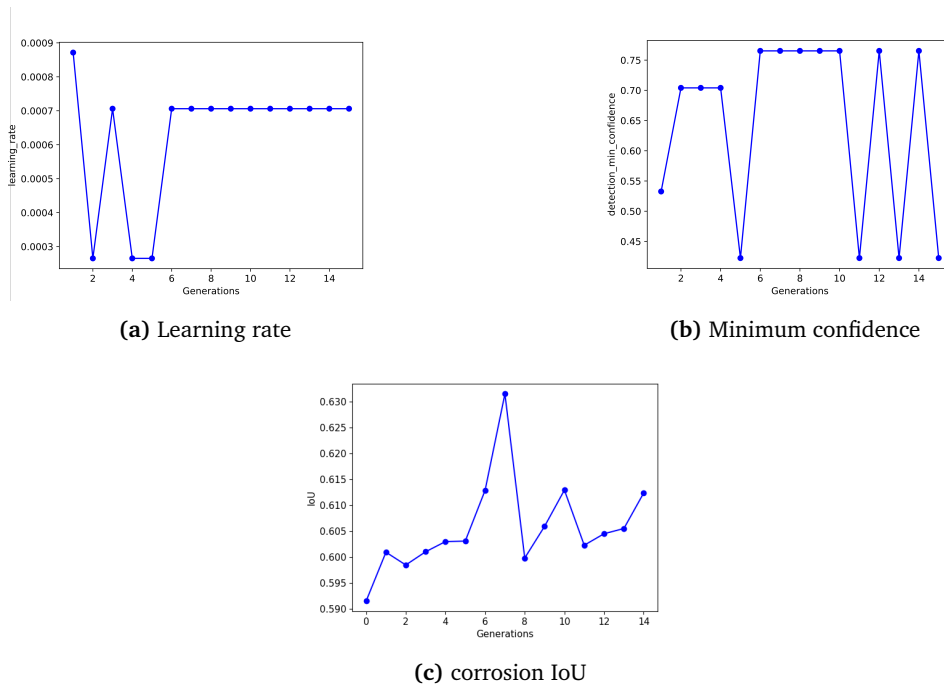 0.0009
0.0008
0.0007
0.0006
0.0005
0.0004
0.0003
learning_rate
2 4 6 8 10 12 14
Generations
(a) Learning rate
0.75
0.70
0.65
0.60
0.55
0.50
0.45
detection_min_confidence
2 4 6 8 10 12 14
Generations
(b) Minimum confidence
0.630
0.625
0.620
0.615
0.610
0.605
0.600
0.595
0.590
IoU
0 2 4 6 8 10 12 14
Generations
(c) corrosion IoU